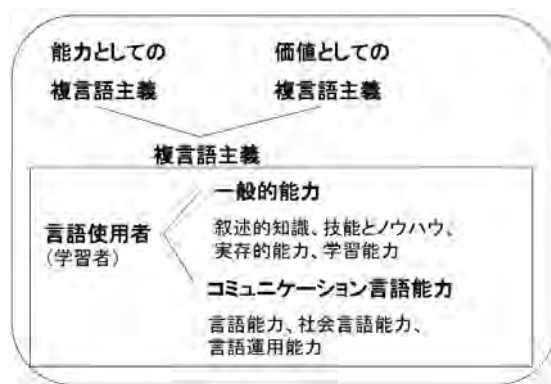 能力としての
複言語主義
価値としての
複言語主義
複言語主義
言語使用者
(学習者)
一般的能力
叙述的知識、技能とノウハウ、
実存的能力、学習能力
コミュニケーション言語能力
言語能力、社会言語能力、
言語運用能力